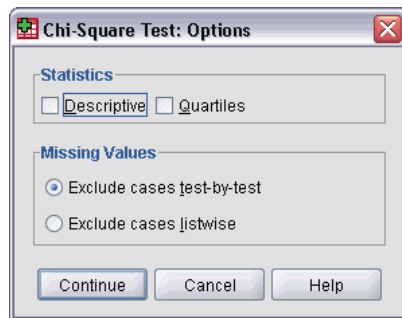 Chi-Square Test: Options
Statistics
Descriptive Quartiles
Missing Values
Exclude cases test-by-test
Exclude cases listwise
Continue Cancel Help